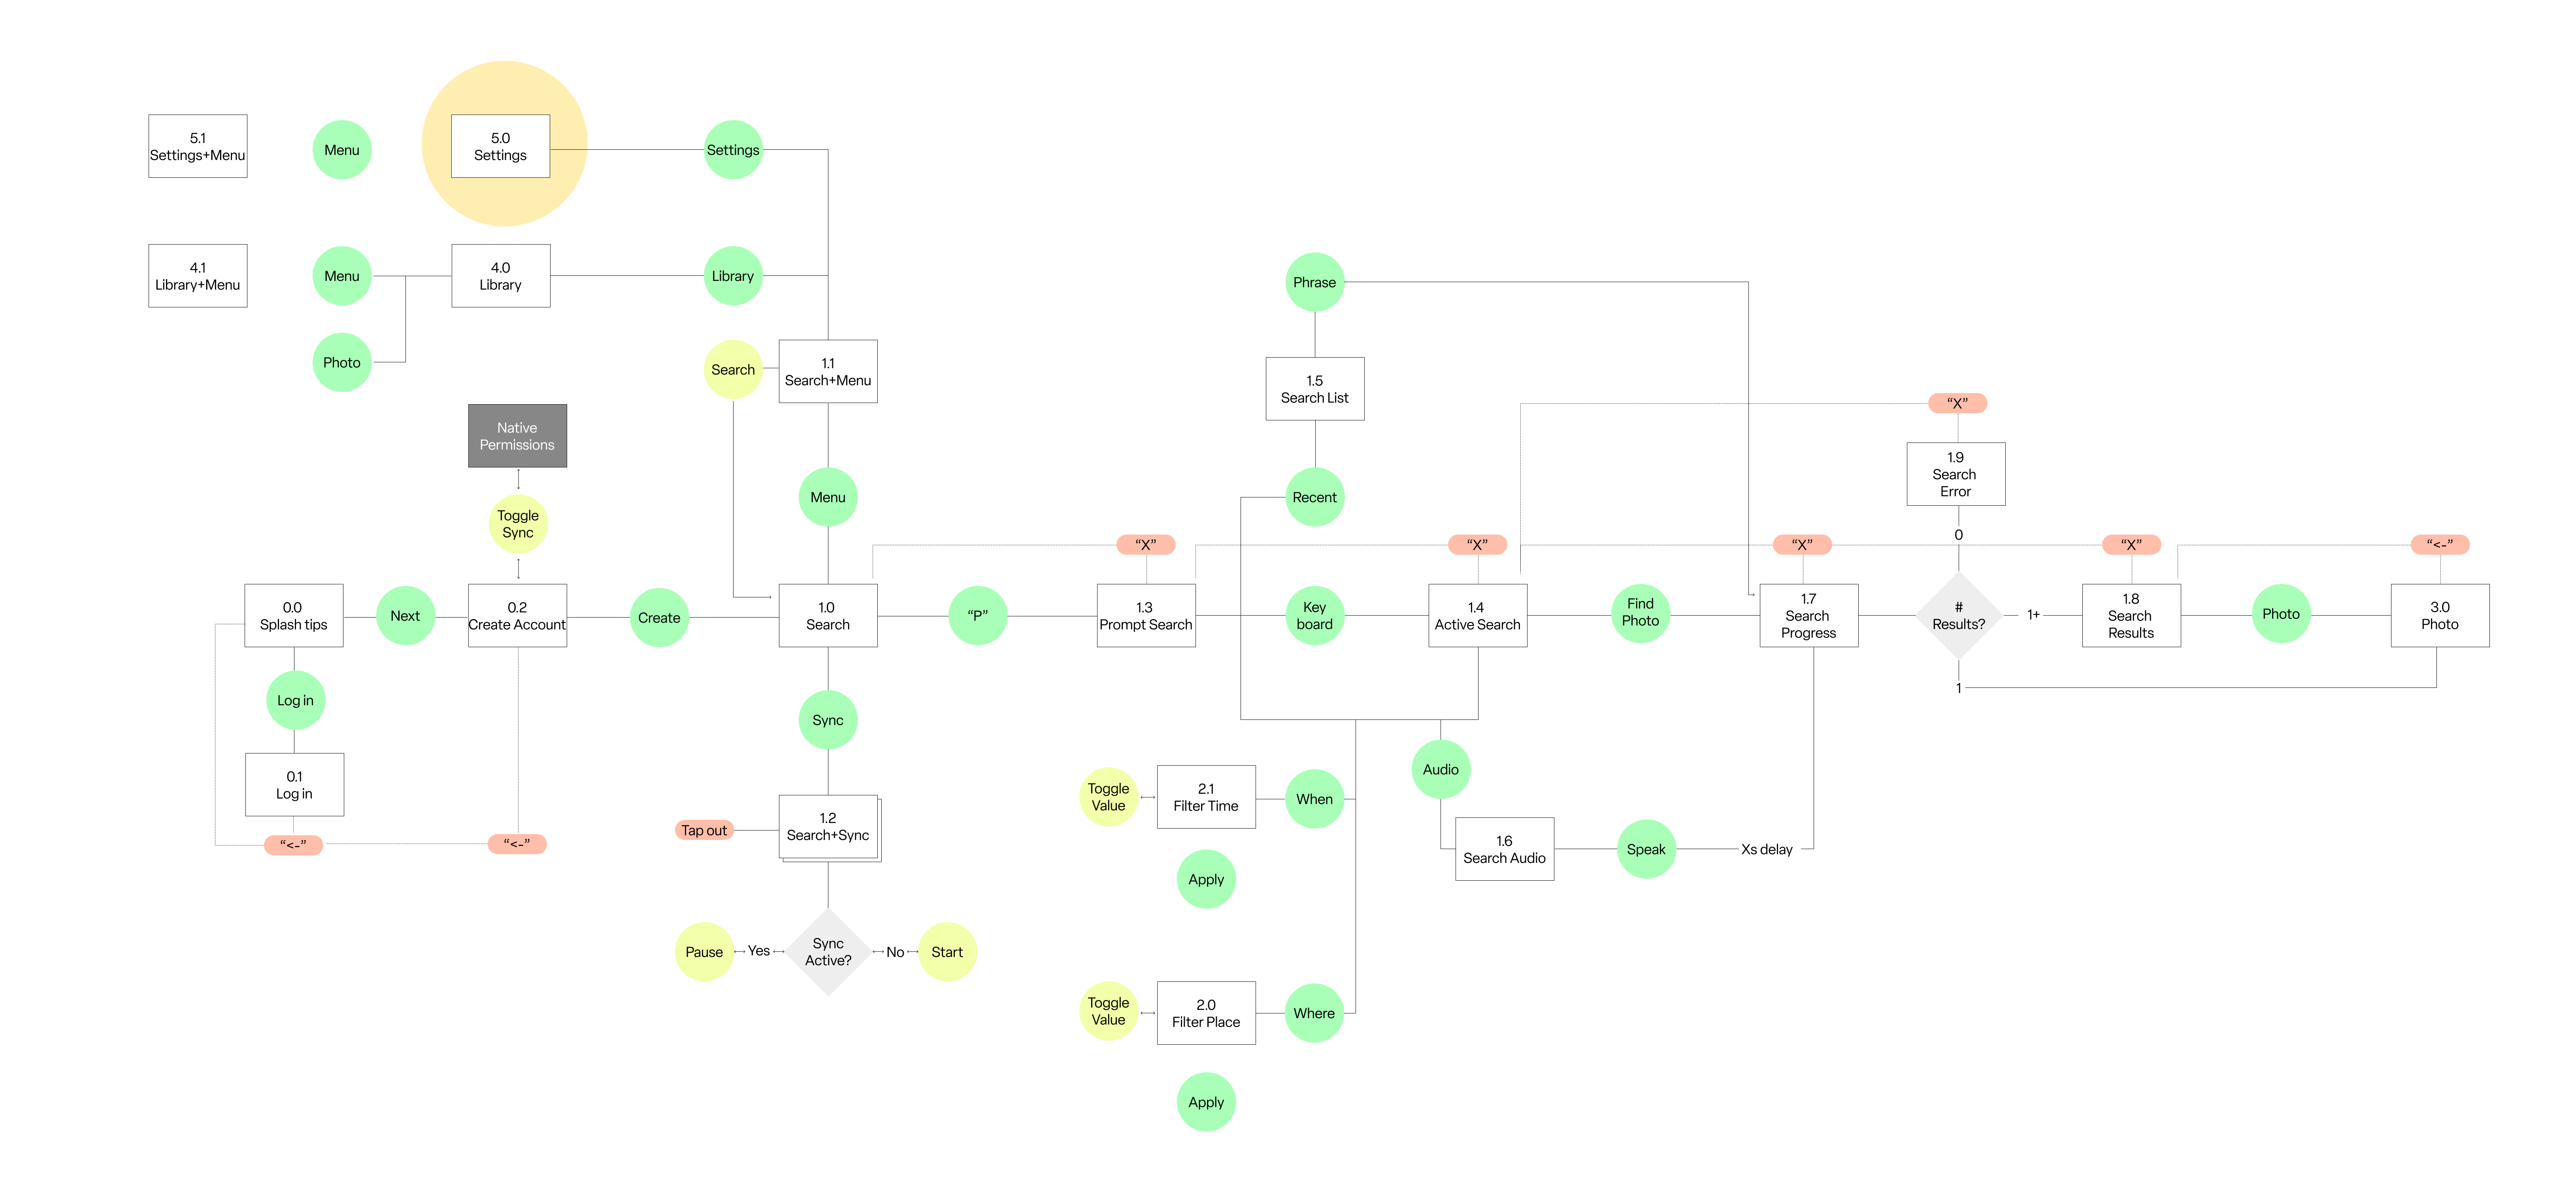 5.1
Settings+Menu
Menu
5.0
Settings
Settings
4.1
Library+Menu
Menu
4.0
Library
Library
Photo
Search
1.1
Search+Menu
Native
Permissions
Toggle
Sync
Menu
Phrase
1.5
Search List
Recent
"X"
1.9
Search
Error
0
"X"
"X"
"X"
"X"
"<-"
0.0
Splash tips
Next
0.2
Create Account
Create
1.0
Search
"P"
1.3
Prompt Search
Key
board
1.4
Active Search
Find
Photo
1.7
Search
Progress
#
Results?
1+
1.8
Search
Results
Photo
3.0
Photo
1
Log in
0.1
Log in
"<-"
"<-"
Sync
Tap out
1.2
Search+Sync
Pause
Yes
Sync
Active?
No
Start
Toggle
Value
2.1
Filter Time
When
Apply
Audio
1.6
Search Audio
Speak
Xs delay
Toggle
Value
2.0
Filter Place
Where
Apply